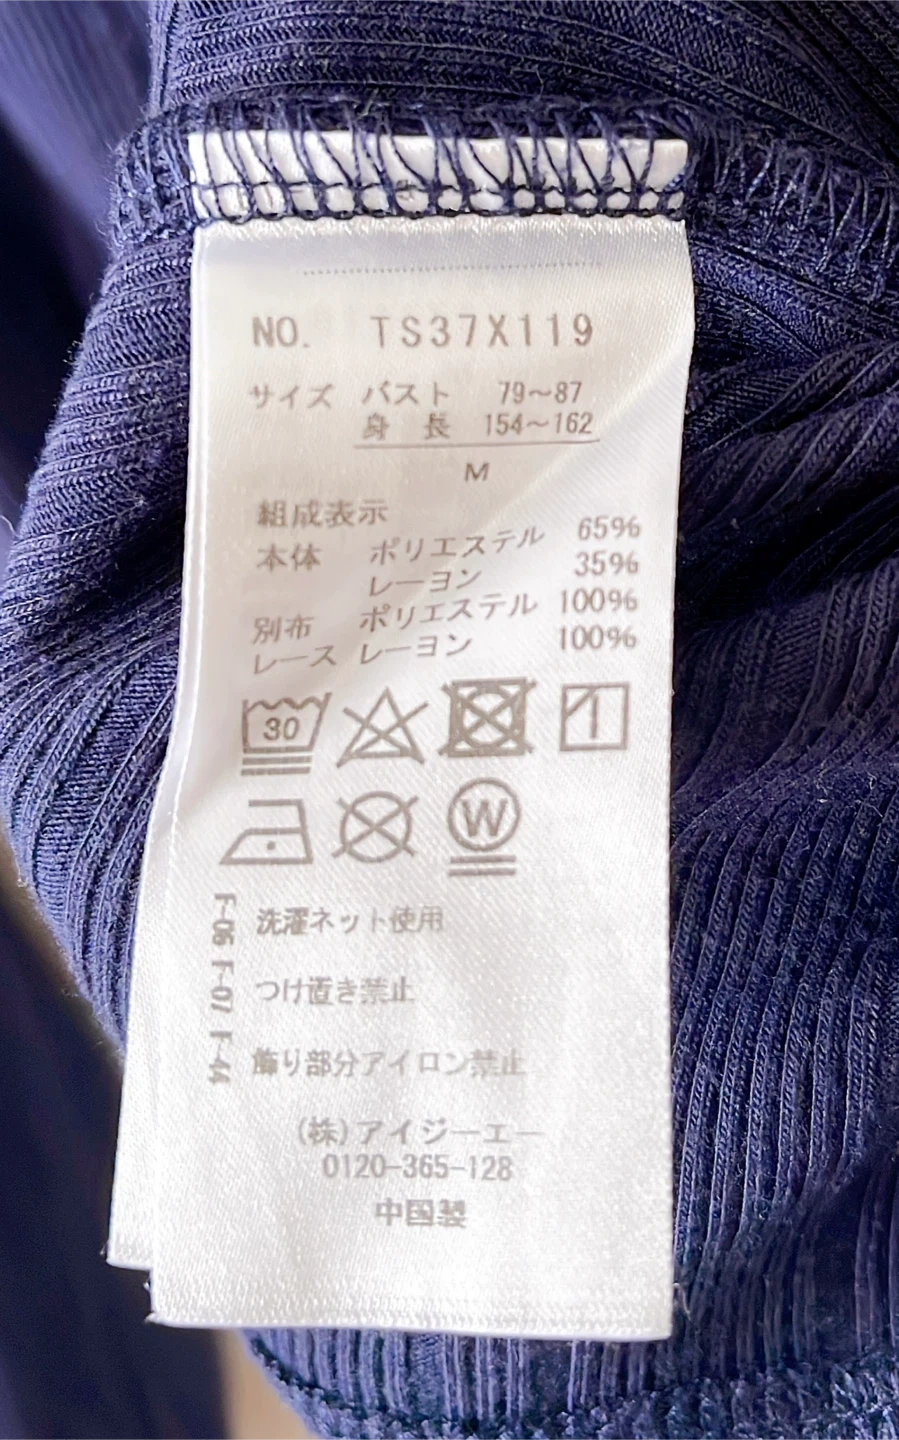 NO. TS37X119
サイズ バスト 79～87
身 長 154～162
M
組成表示
本体 ポリエステル 65%
レーヨン 35%
別布 ポリエステル 100%
レース レーヨン 100%
30
W
洗濯ネット使用
つけ置き禁止
飾り部分アイロン禁止
F-06 F-07 F-44
(株)アイジーエー
0120-365-128
中国製